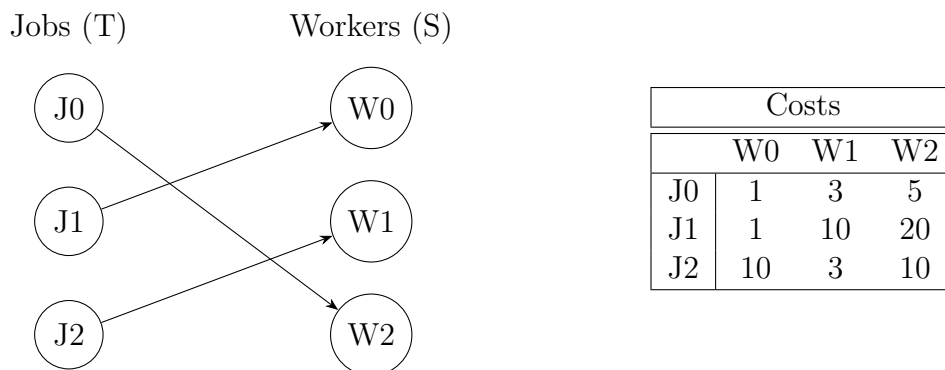 Jobs (T) Workers (S)
J0 W0
J1 W1
J2 W2
Costs
W0 W1 W2
J0 1 3 5
J1 1 10 20
J2 10 3 10